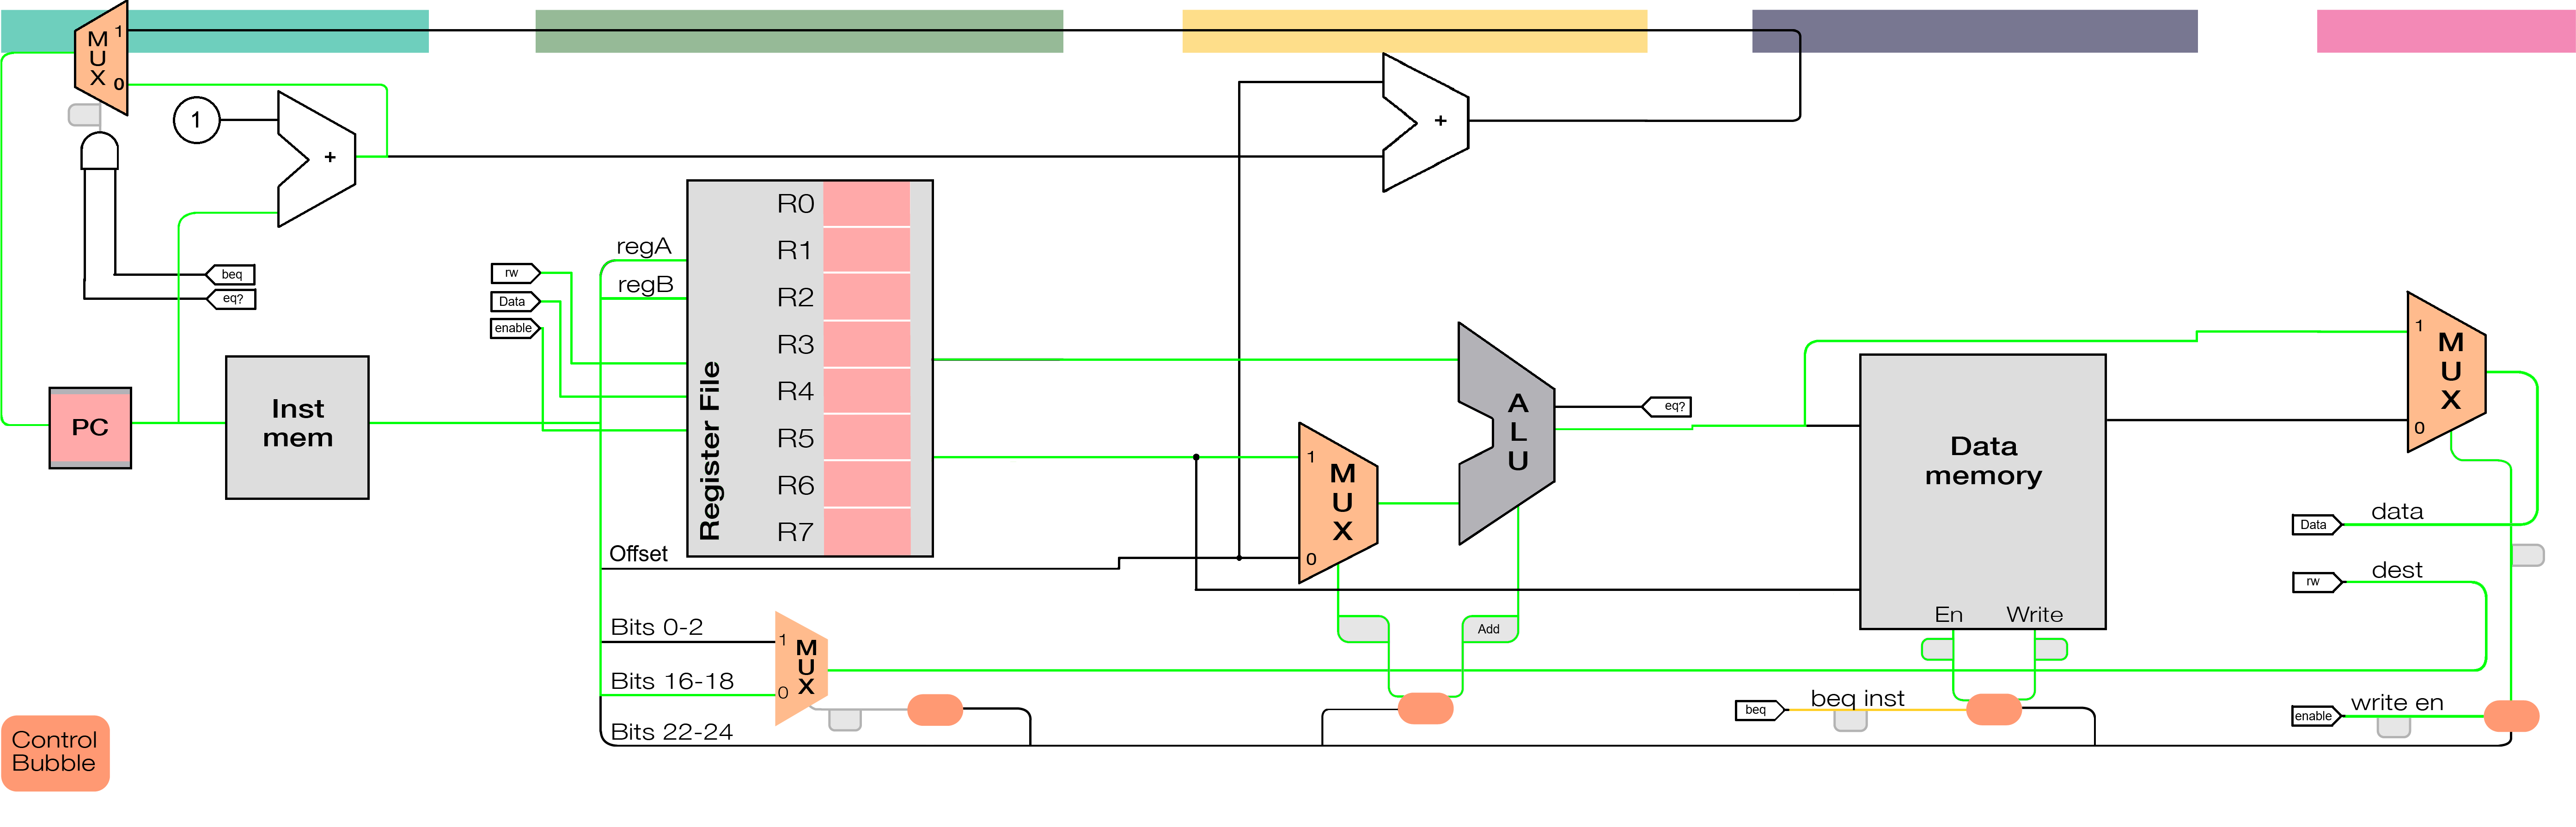 MUX
1
0
1
+
+
beq
eq?
PC
Inst
mem
rw
Data
enable
regA
regB
Register File
R0
R1
R2
R3
R4
R5
R6
R7
Offset
Bits 0-2
Bits 16-18
Bits 22-24
1
MUX
0
1
MUX
0
ALU
Add
eq?
Data
memory
En
Write
beq
beq inst
1
MUX
0
Data
data
rw
dest
enable
write en
Control
Bubble